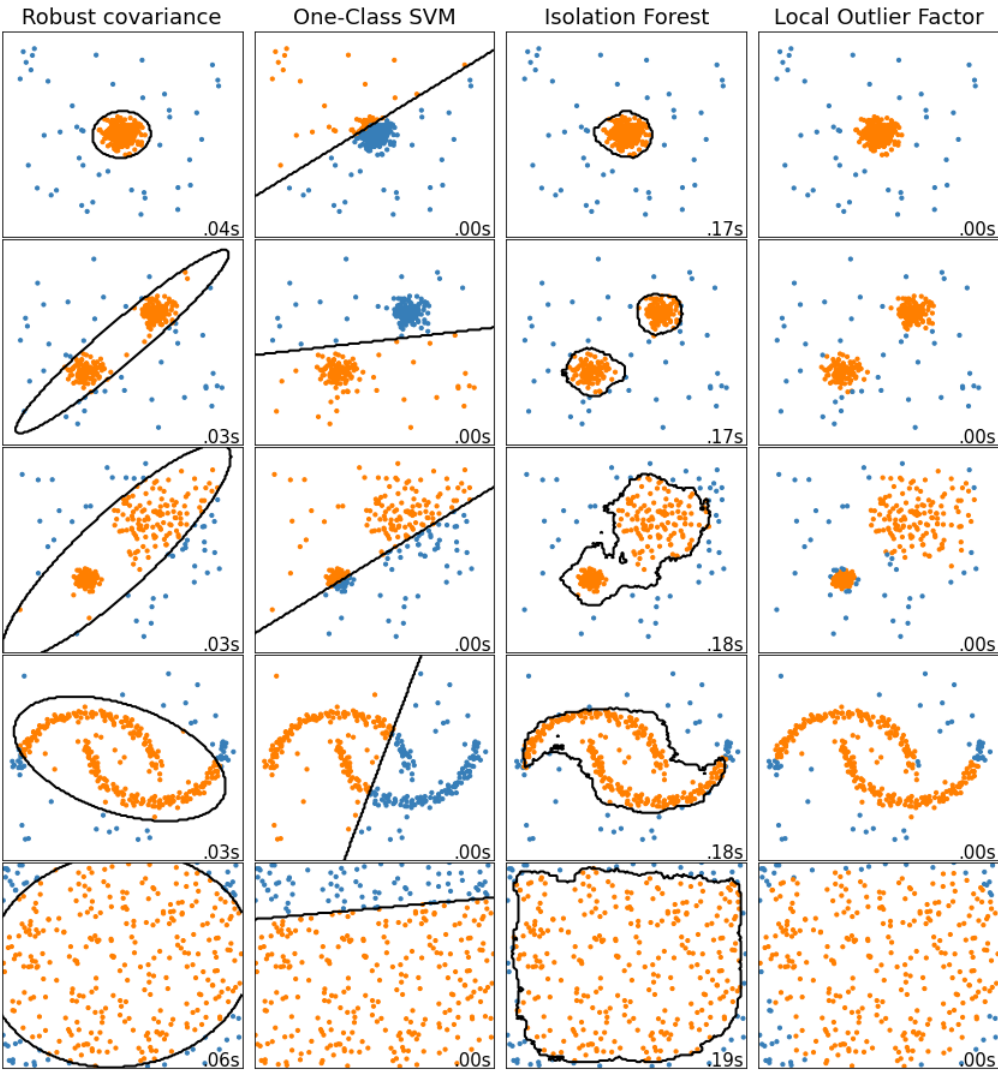 Robust covariance One-Class SVM Isolation Forest Local Outlier Factor
.04s .00s .17s .00s
.03s .00s .17s .00s
.03s .00s .18s .00s
.03s .00s .18s .00s
.06s .00s .19s .00s